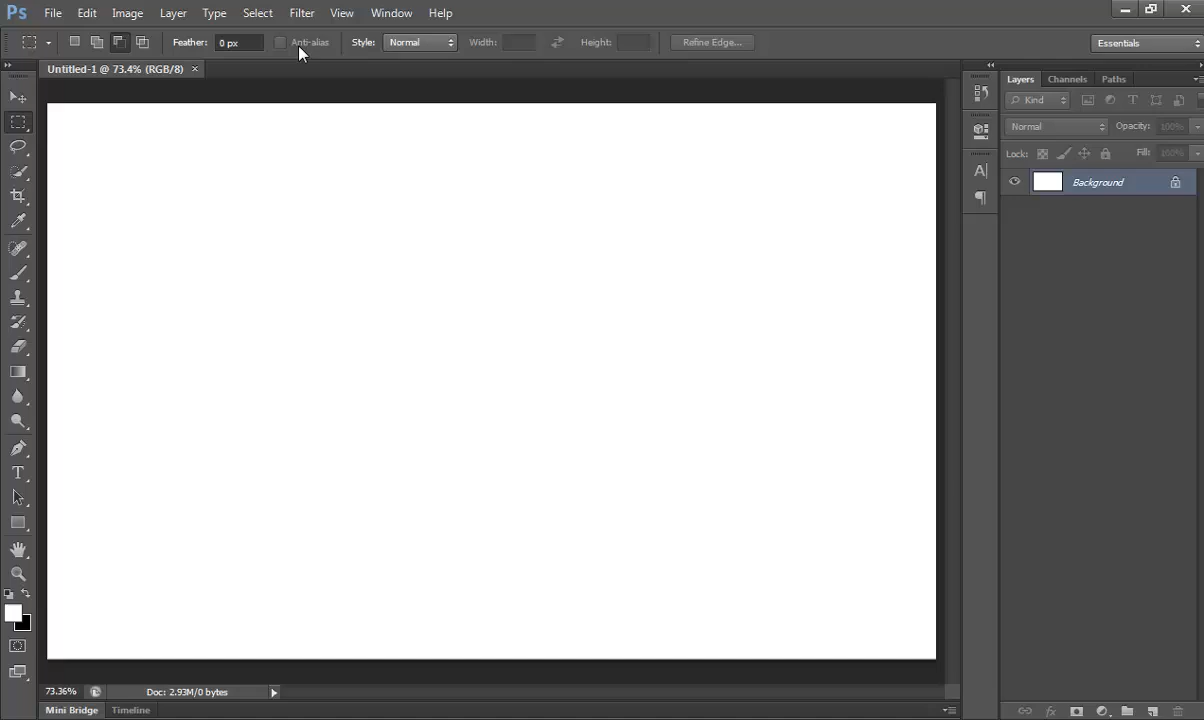 Ps File Edit Image Layer Type Select Filter View Window Help
Feather: 0 px Anti-alias Style: Normal Width: Height: Refine Edge... Essentials
Untitled-1 @ 73.4% (RGB/8) ×
Layers Channels Paths
Kind
Normal Opacity: 100%
Lock: Fill: 100%
Background
73.36% Doc: 2.93M/0 bytes
Mini Bridge Timeline